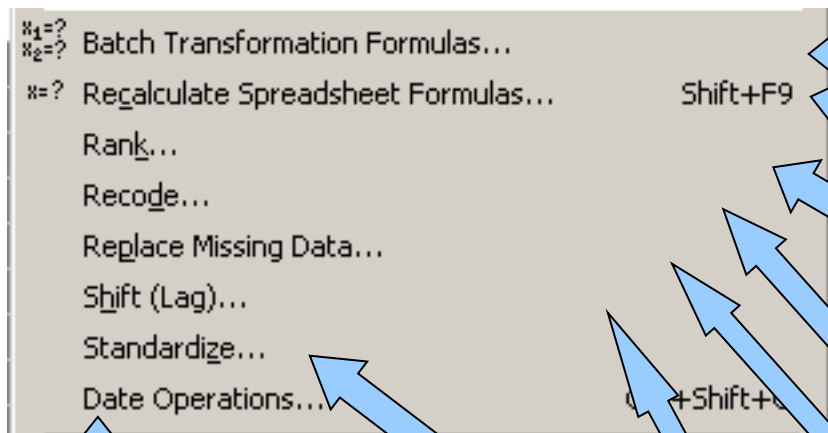 x₁=? x₂=? Batch Transformation Formulas...
x=? Recalculate Spreadsheet Formulas... Shift+F9
Rank...
Recode...
Replace Missing Data...
Shift (Lag)...
Standardize...
Date Operations... +Shift+